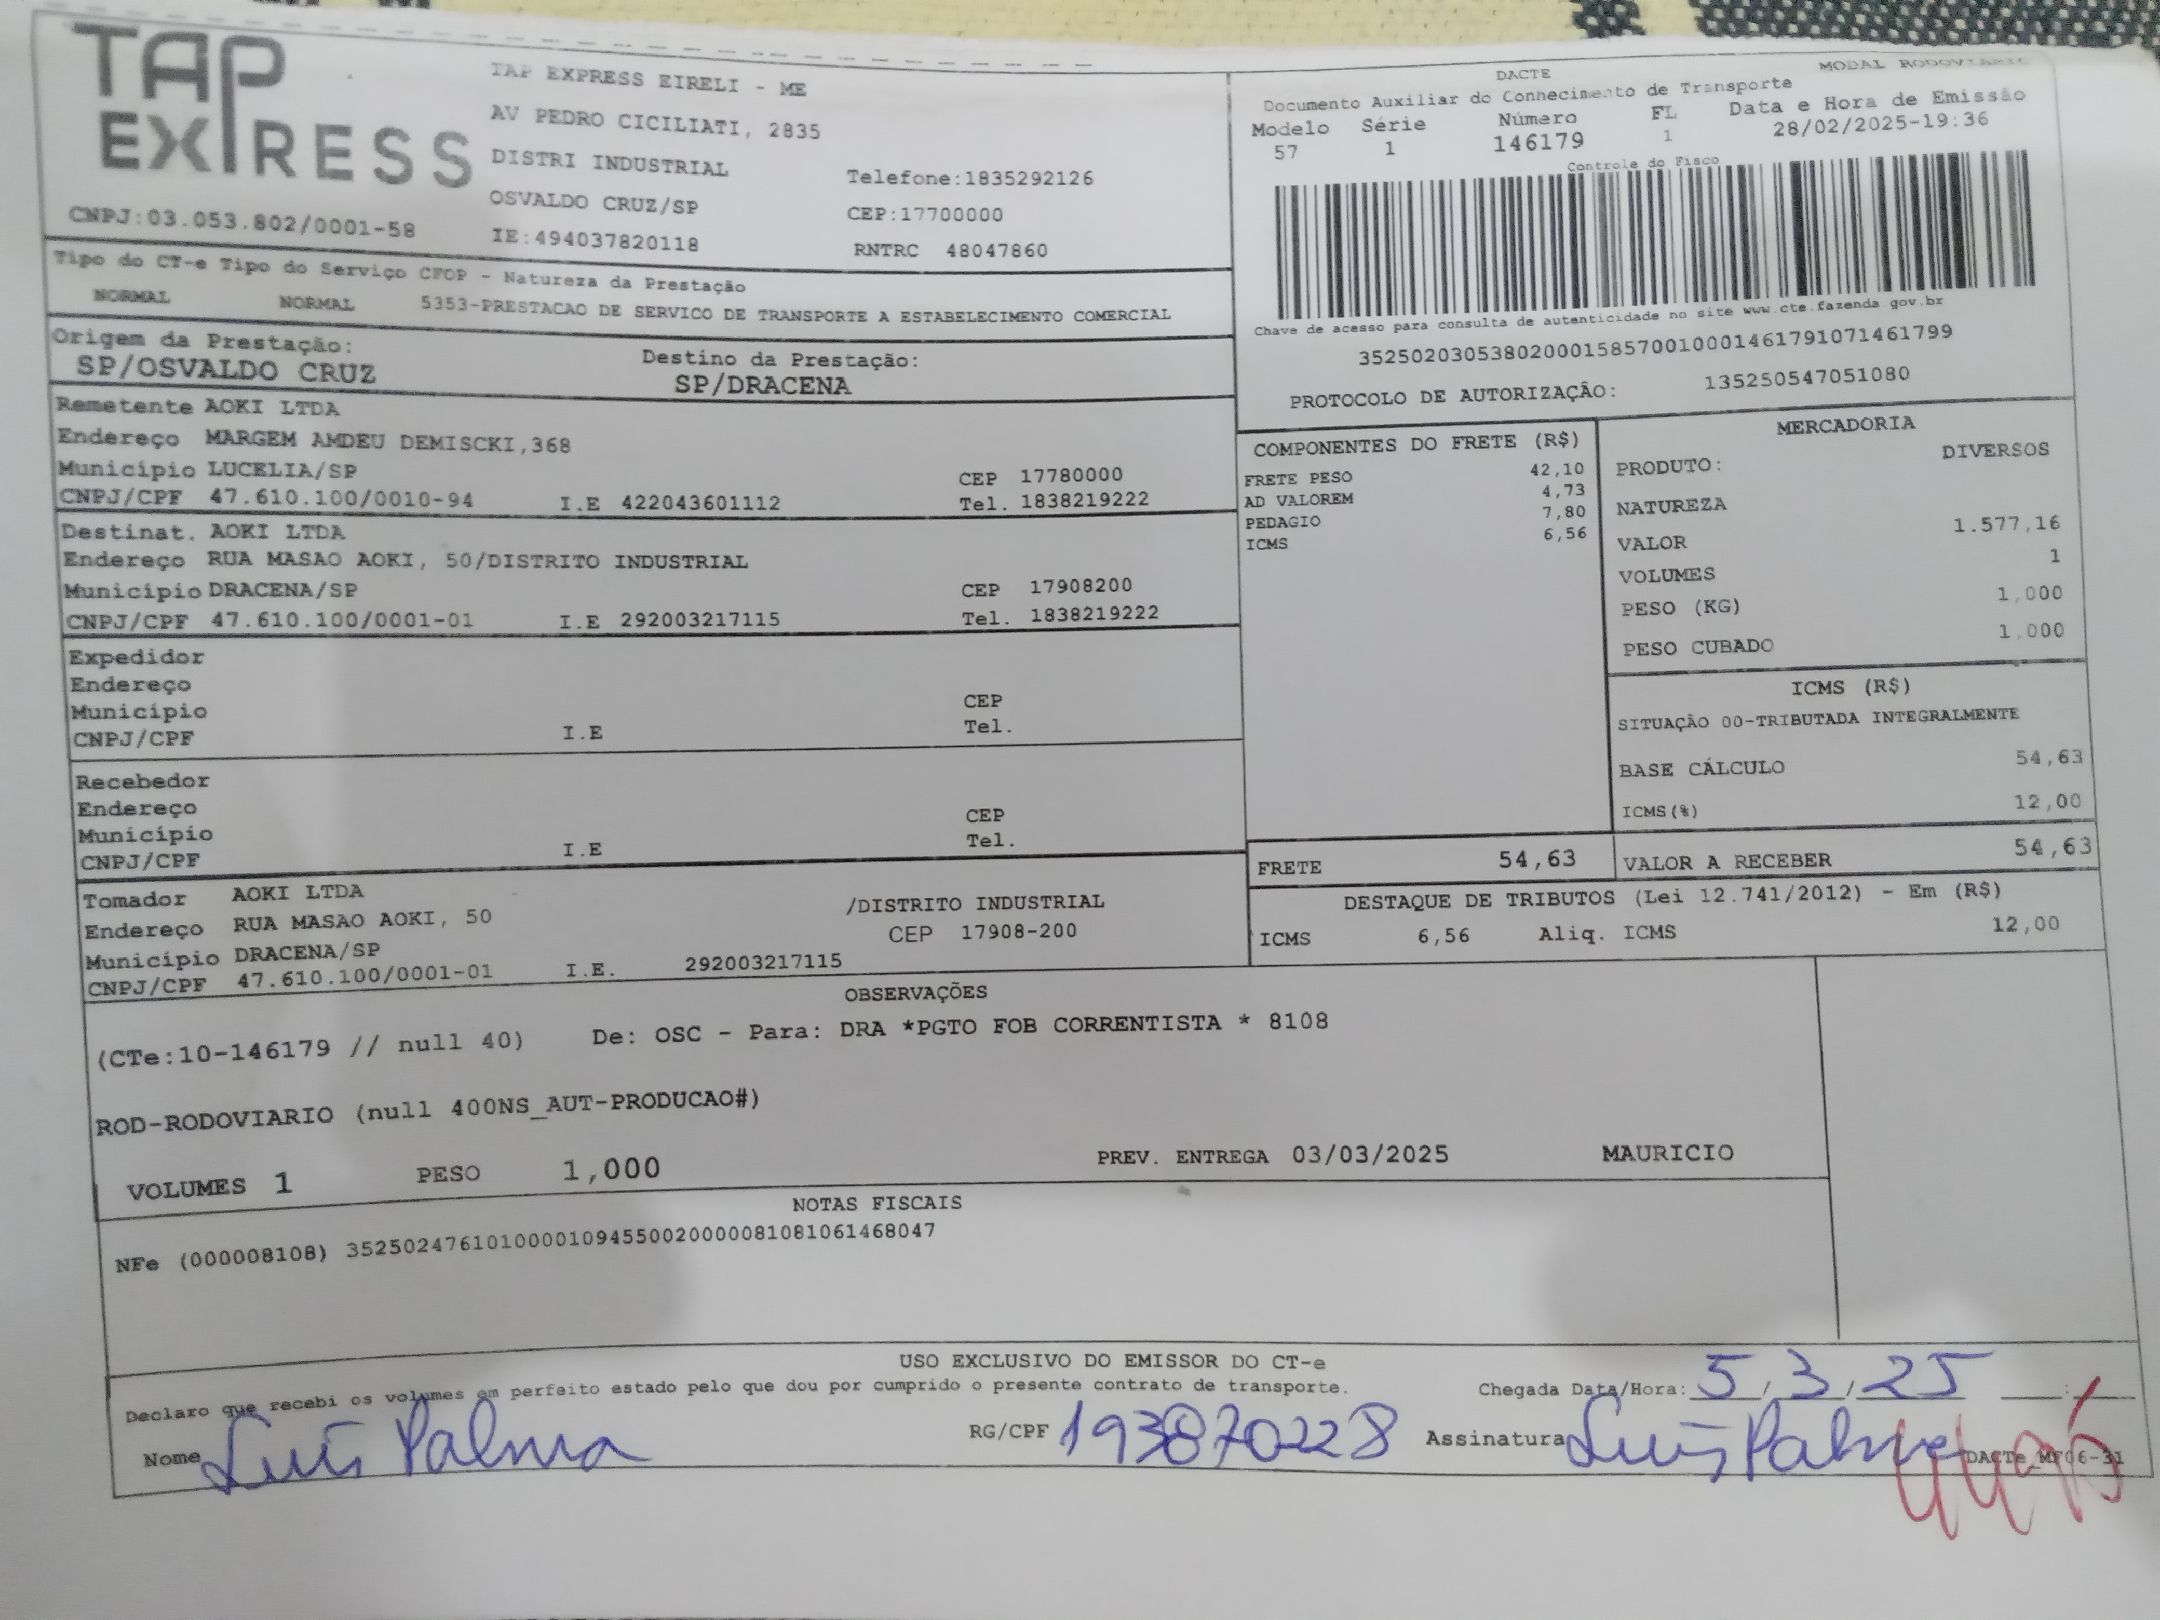 TAP EXPRESS
TAP EXPRESS EIRELI - ME
AV PEDRO CICILIATI, 2835
DISTRI INDUSTRIAL
Telefone:1835292126
OSVALDO CRUZ/SP
CEP:17700000
CNPJ:03.053.802/0001-58
IE:494037820118
RNTRC 48047860
DACTE
MODAL RODOVIARIO
Documento Auxiliar do Conhecimento de Transporte
Modelo Série Número FL Data e Hora de Emissão
57 1 146179 1 28/02/2025-19:36
Controle do Fisco
Chave de acesso para consulta de autenticidade no site www.cte.fazenda.gov.br
35250203053802000158570010001461791071461799
PROTOCOLO DE AUTORIZAÇÃO: 135250547051080
Tipo do CT-e Tipo do Serviço CFOP - Natureza da Prestação
NORMAL NORMAL 5353-PRESTACAO DE SERVICO DE TRANSPORTE A ESTABELECIMENTO COMERCIAL
Origem da Prestação: Destino da Prestação:
SP/OSVALDO CRUZ SP/DRACENA
Remetente AOKI LTDA
Endereço MARGEM AMDEU DEMISCKI,368
Município LUCELIA/SP CEP 17780000
CNPJ/CPF 47.610.100/0010-94 I.E 422043601112 Tel. 1838219222
Destinat. AOKI LTDA
Endereço RUA MASAO AOKI, 50/DISTRITO INDUSTRIAL
Município DRACENA/SP CEP 17908200
CNPJ/CPF 47.610.100/0001-01 I.E 292003217115 Tel. 1838219222
Expedidor
Endereço
Município CEP
CNPJ/CPF I.E Tel.
Recebedor
Endereço
Município CEP
CNPJ/CPF I.E Tel.
Tomador AOKI LTDA
Endereço RUA MASAO AOKI, 50 /DISTRITO INDUSTRIAL
Município DRACENA/SP CEP 17908-200
CNPJ/CPF 47.610.100/0001-01 I.E. 292003217115
COMPONENTES DO FRETE (R$)
FRETE PESO 42,10
AD VALOREM 4,73
PEDAGIO 7,80
ICMS 6,56
MERCADORIA
PRODUTO: DIVERSOS
NATUREZA
VALOR 1.577,16
VOLUMES 1
PESO (KG) 1,000
PESO CUBADO 1,000
ICMS (R$)
SITUAÇÃO 00-TRIBUTADA INTEGRALMENTE
BASE CÁLCULO 54,63
ICMS(%) 12,00
FRETE 54,63 VALOR A RECEBER 54,63
DESTAQUE DE TRIBUTOS (Lei 12.741/2012) - Em (R$)
ICMS 6,56 Aliq. ICMS 12,00
OBSERVAÇÕES
(CTe:10-146179 // null 40) De: OSC - Para: DRA *PGTO FOB CORRENTISTA * 8108
ROD-RODOVIARIO (null 400NS_AUT-PRODUCAO#)
VOLUMES 1 PESO 1,000 PREV. ENTREGA 03/03/2025 MAURICIO
NOTAS FISCAIS
NFe (000008108) 35250247610100001094550020000081081061468047
USO EXCLUSIVO DO EMISSOR DO CT-e
Declaro que recebi os volumes em perfeito estado pelo que dou por cumprido o presente contrato de transporte.
Chegada Data/Hora: 5/3/25 __:__
Nome Luís Palma RG/CPF 193870228 Assinatura Luís Palma
DACTe_MF06-31